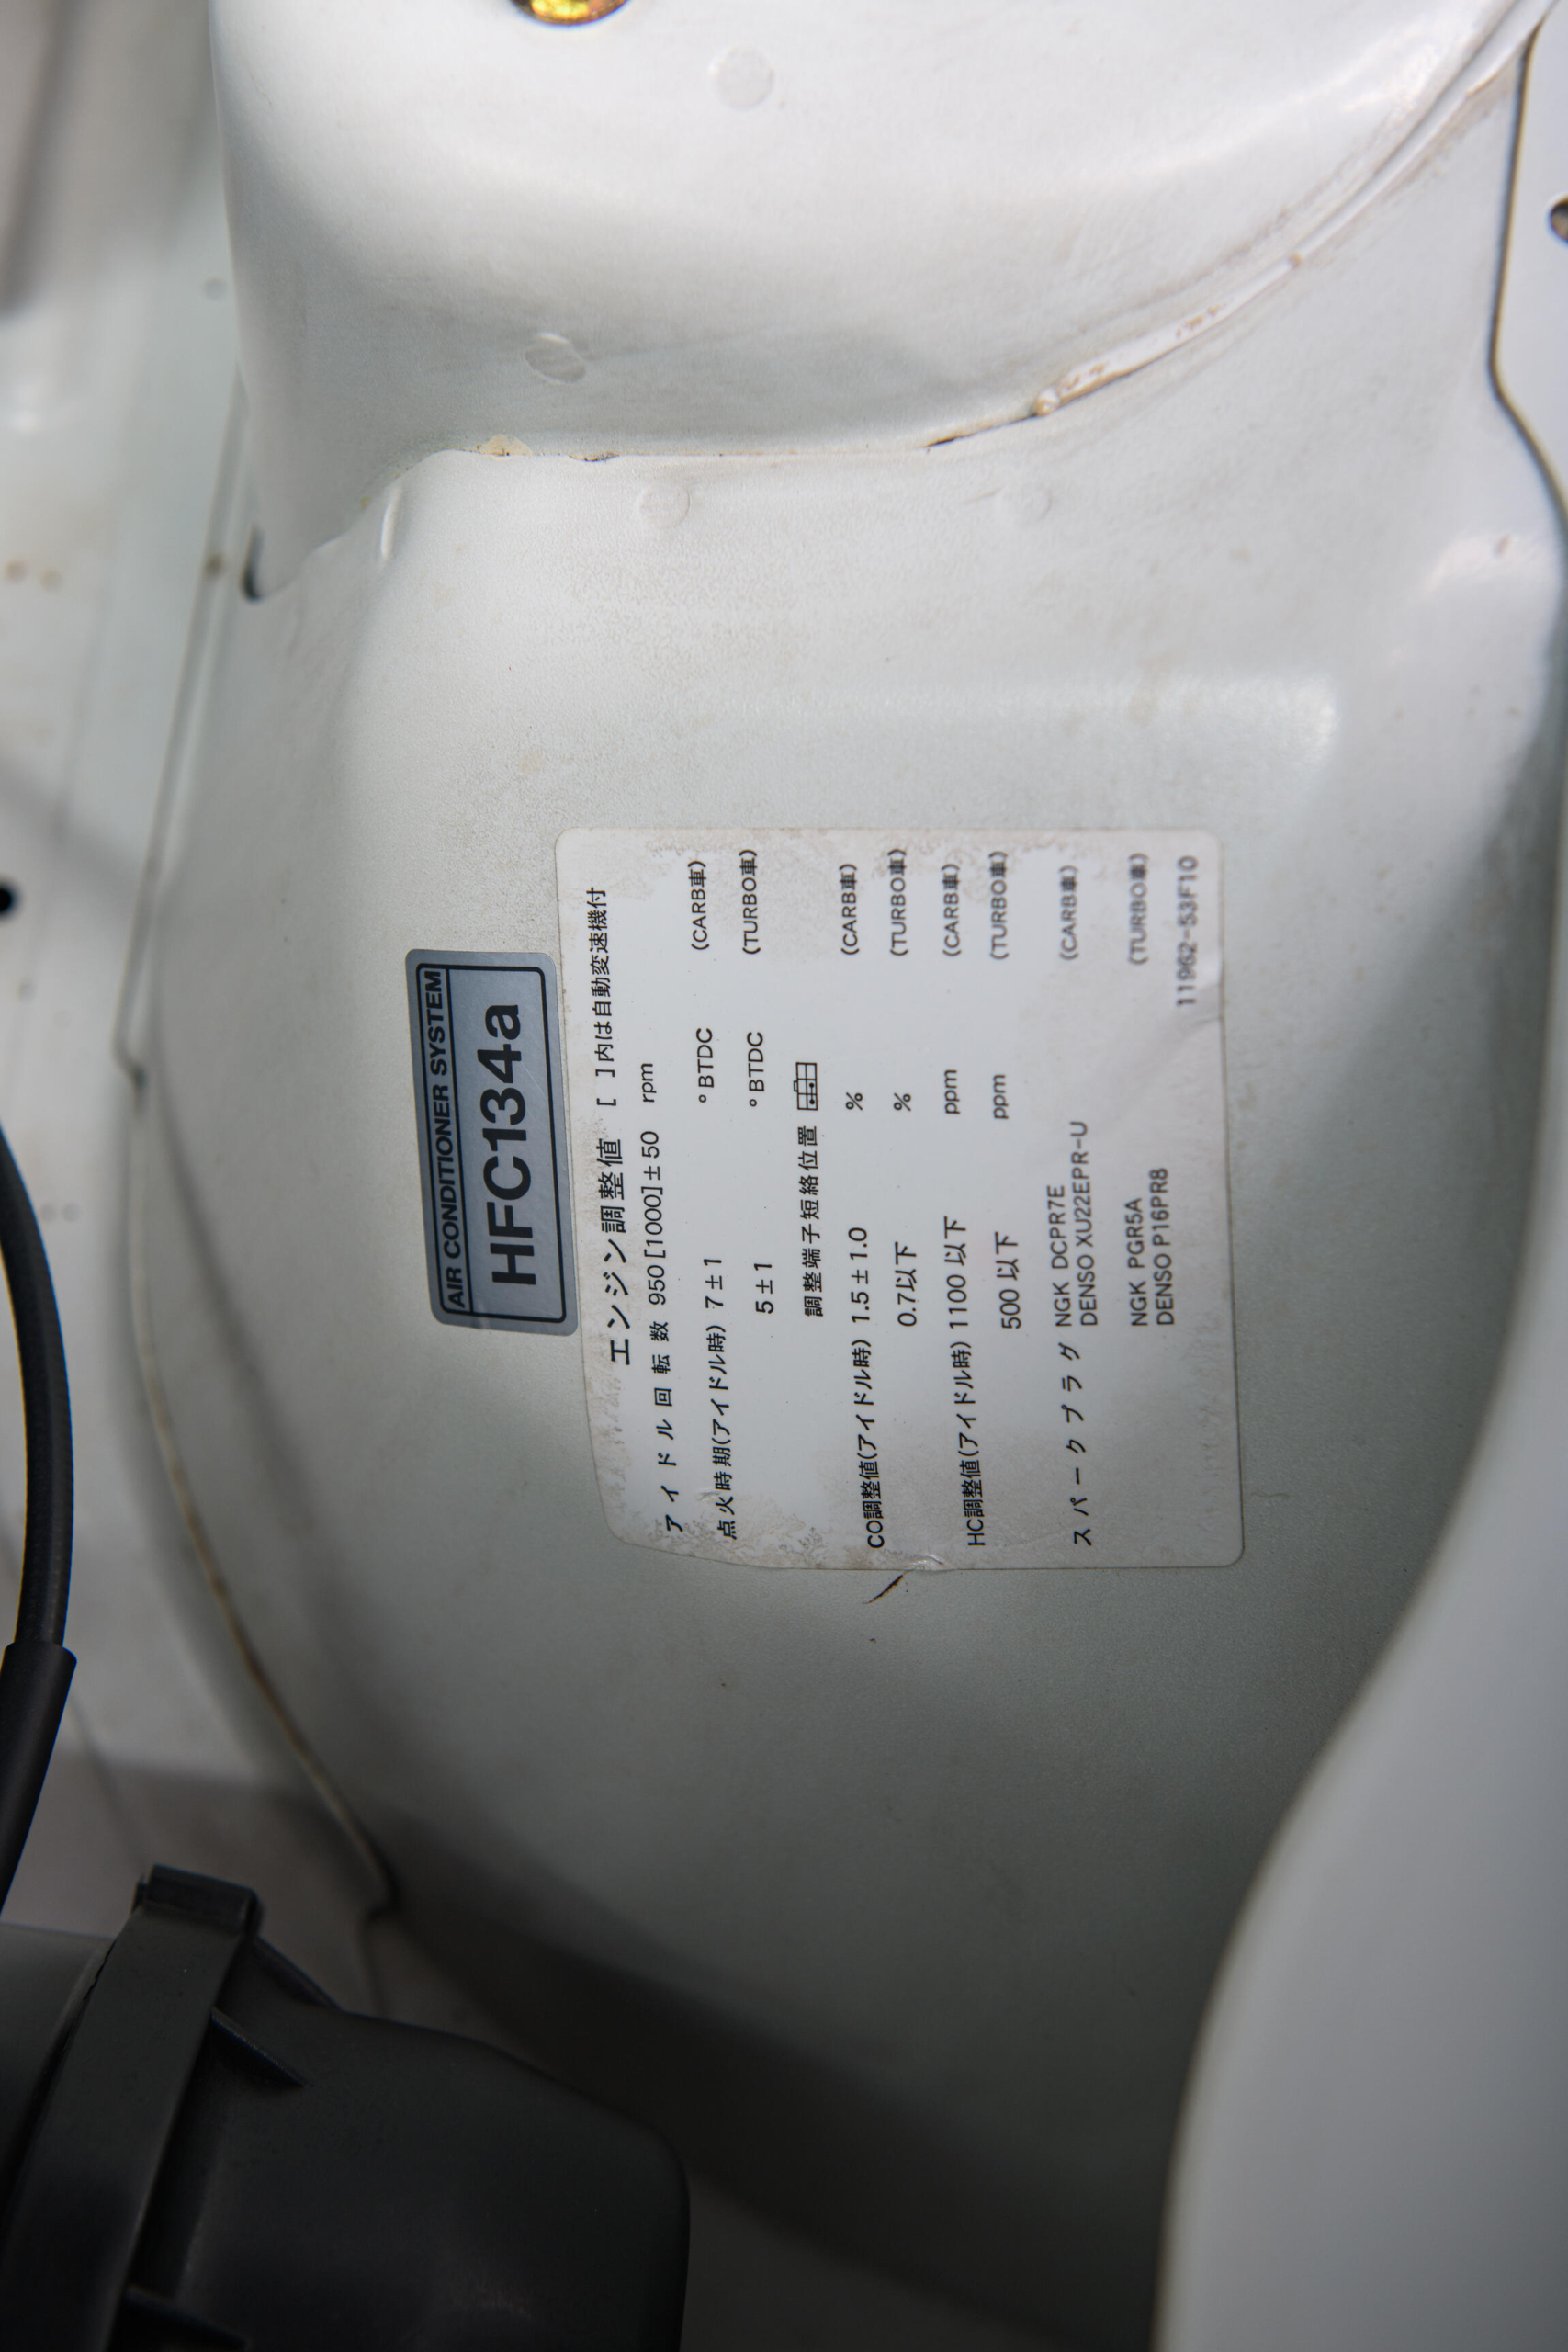 AIR CONDITIONER SYSTEM
HFC134a
エンジン調整値 [ ]内は自動変速機付
アイドル回転数 950[1000]±50 rpm
点火時期(アイドル時) 7±1 °BTDC (CARB車)
5±1 °BTDC (TURBO車)
調整端子短絡位置
CO調整値(アイドル時) 1.5±1.0 % (CARB車)
0.7以下 % (TURBO車)
HC調整値(アイドル時) 1100以下 ppm (CARB車)
500以下 ppm (TURBO車)
スパークプラグ NGK DCPR7E (CARB車)
DENSO XU22EPR-U
NGK PGR5A (TURBO車)
DENSO P16PR8
11962-53F10